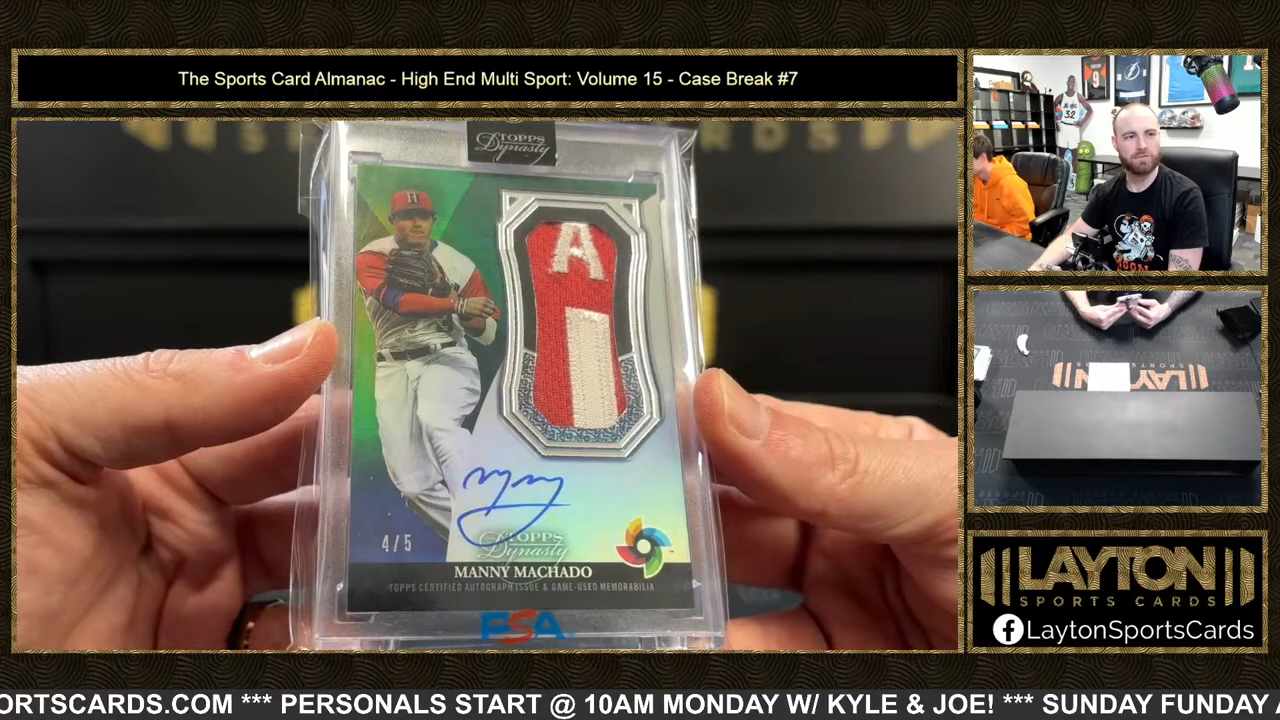 The Sports Card Almanac - High End Multi Sport: Volume 15 - Case Break #7
TOPPS
Dynasty
H
A
4/5
TOPPS
Dynasty
MANNY MACHADO
TOPPS CERTIFIED AUTOGRAPH ISSUE & GAME-USED MEMORABILIA
PSA
9
32
LAYTON
SPORTS CARDS
LaytonSportsCards
ORTSCARDS.COM *** PERSONALS START @ 10AM MONDAY W/ KYLE & JOE! *** SUNDAY FUNDAY A